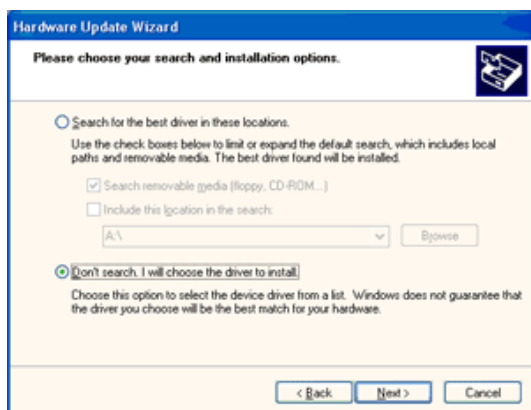 Hardware Update Wizard
Please choose your search and installation options.
Search for the best driver in these locations.
Use the check boxes below to limit or expand the default search, which includes local
paths and removable media. The best driver found will be installed.
Search removable media (floppy, CD-ROM...)
Include this location in the search:
A:\
Browse
Don't search. I will choose the driver to install.
Choose this option to select the device driver from a list. Windows does not guarantee that
the driver you choose will be the best match for your hardware.
< Back
Next >
Cancel